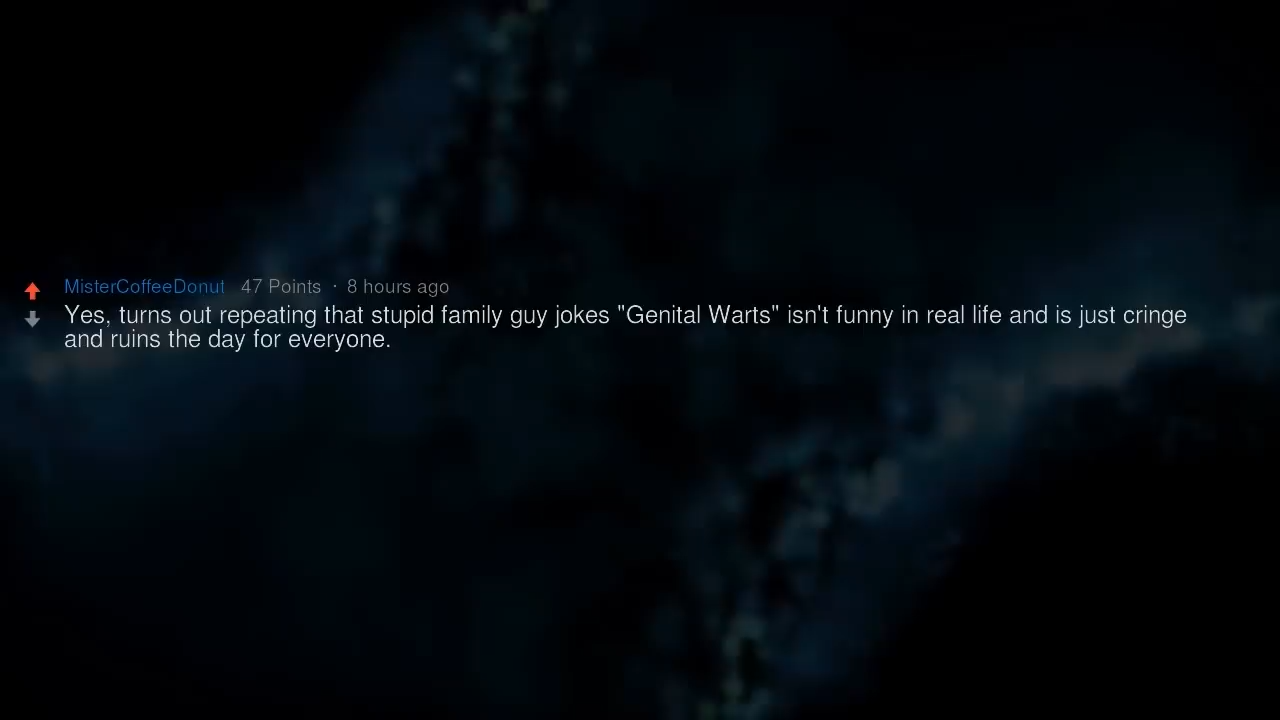 MisterCoffeeDonut 47 Points · 8 hours ago
Yes, turns out repeating that stupid family guy jokes "Genital Warts" isn't funny in real life and is just cringe
and ruins the day for everyone.